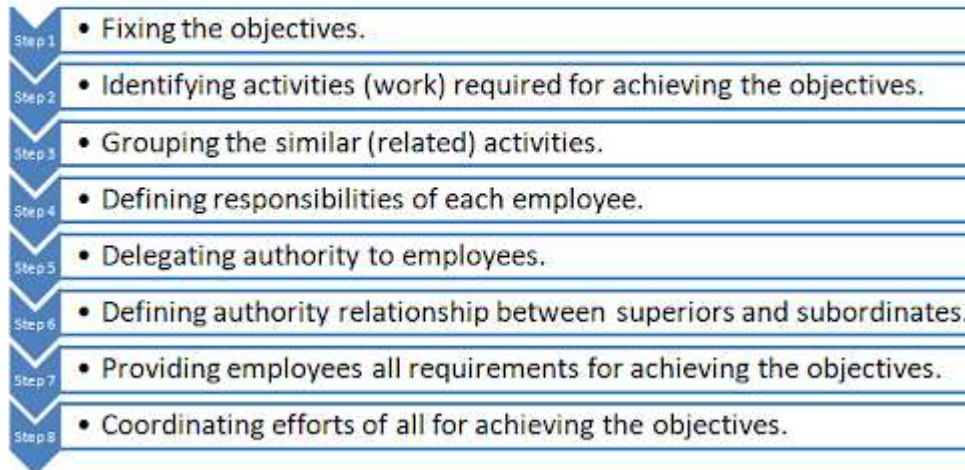 Step 1 • Fixing the objectives.
Step 2 • Identifying activities (work) required for achieving the objectives.
Step 3 • Grouping the similar (related) activities.
Step 4 • Defining responsibilities of each employee.
Step 5 • Delegating authority to employees.
Step 6 • Defining authority relationship between superiors and subordinates.
Step 7 • Providing employees all requirements for achieving the objectives.
Step 8 • Coordinating efforts of all for achieving the objectives.